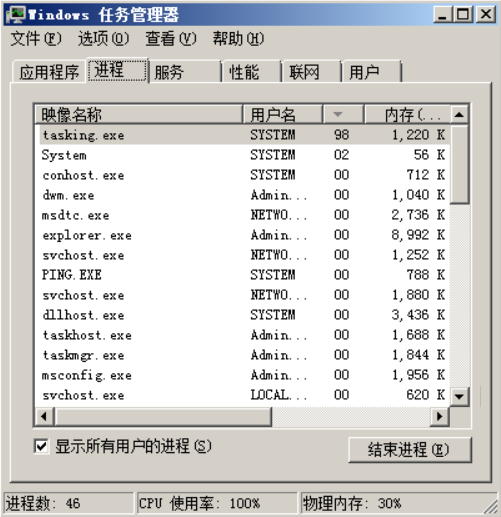 Windows 任务管理器
文件(F) 选项(O) 查看(V) 帮助(H)
应用程序 进程 服务 性能 联网 用户
映像名称 用户名 内存(...
tasking.exe SYSTEM 98 1,220 K
System SYSTEM 02 56 K
conhost.exe SYSTEM 00 712 K
dwm.exe Admin... 00 1,040 K
msdtc.exe NETWO... 00 2,736 K
explorer.exe Admin... 00 8,992 K
svchost.exe NETWO... 00 1,252 K
PING.EXE SYSTEM 00 788 K
svchost.exe NETWO... 00 1,880 K
dllhost.exe SYSTEM 00 3,436 K
taskhost.exe Admin... 00 1,688 K
taskmgr.exe Admin... 00 1,844 K
msconfig.exe Admin... 00 1,956 K
svchost.exe LOCAL... 00 620 K
显示所有用户的进程(S) 结束进程(E)
进程数: 46 CPU 使用率: 100% 物理内存: 30%